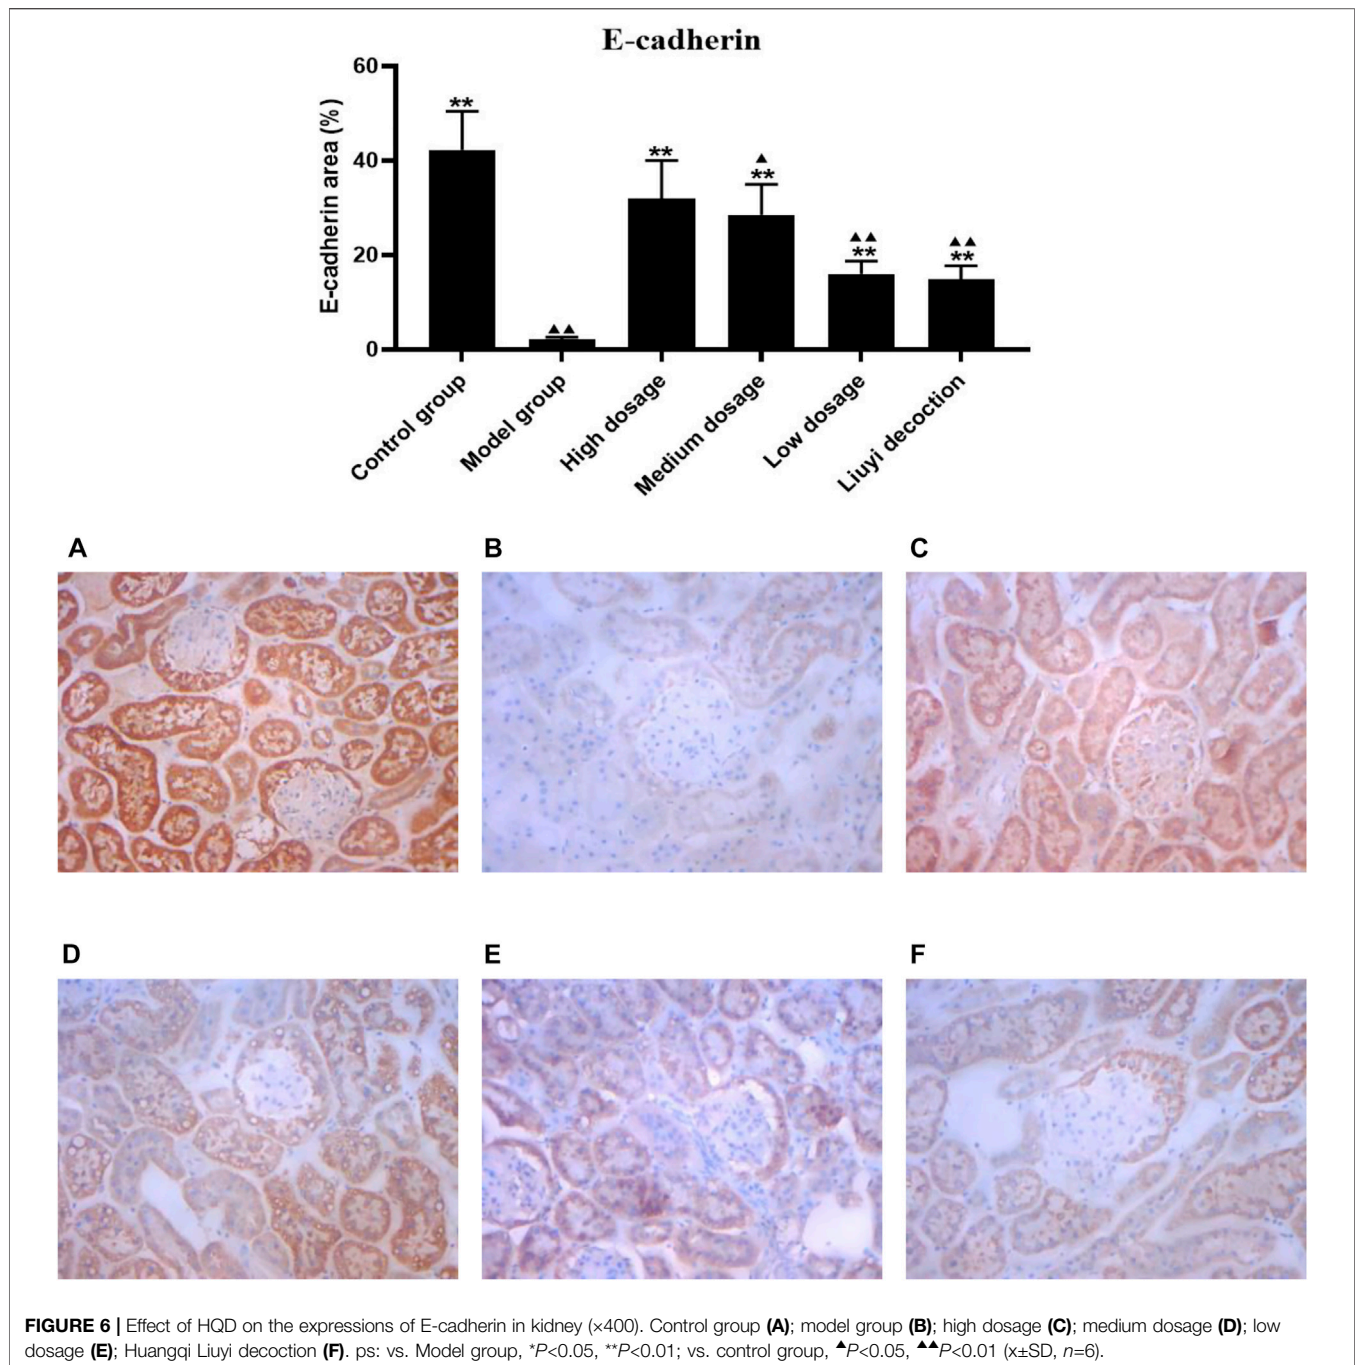 E-cadherin
E-cadherin area (%)
60
40
20
0
**
▲▲
**
▲
**
▲▲
**
▲▲
**
Control group
Model group
High dosage
Medium dosage
Low dosage
Liuyi decoction
A
B
C
D
E
F
FIGURE 6 | Effect of HQD on the expressions of E-cadherin in kidney (×400). Control group (A); model group (B); high dosage (C); medium dosage (D); low
dosage (E); Huangqi Liuyi decoction (F). ps: vs. Model group, *P<0.05, **P<0.01; vs. control group, ▲P<0.05, ▲▲P<0.01 (x±SD, n=6).